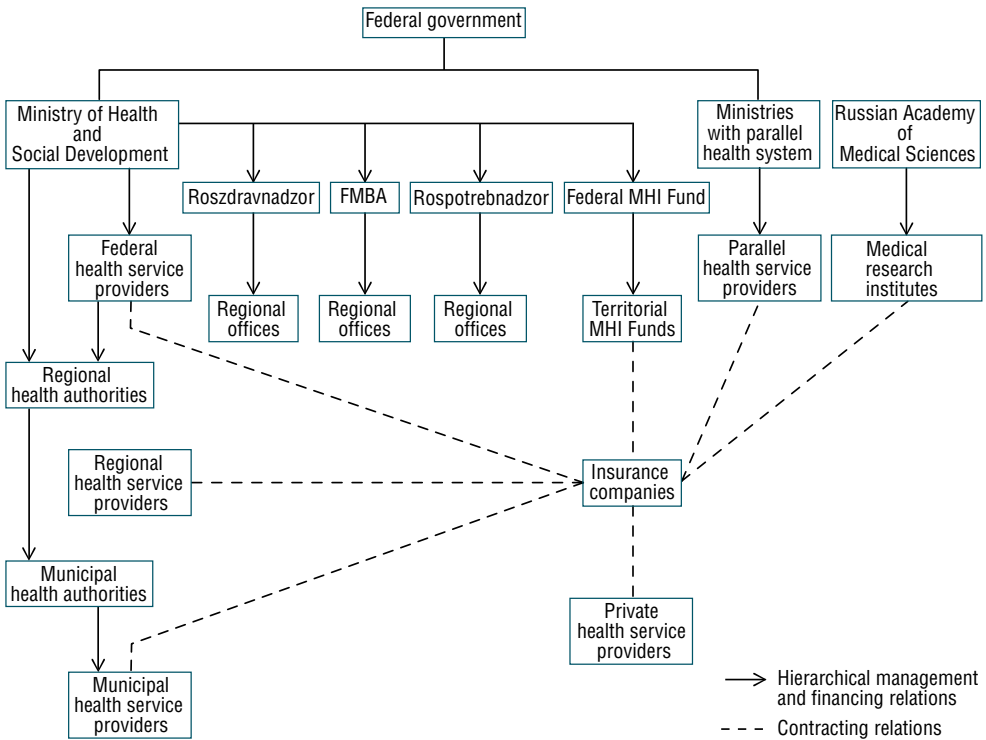 Federal government
Ministry of Health
and
Social Development
Ministries
with parallel
health system
Russian Academy
of
Medical Sciences
Roszdravnadzor
FMBA
Rospotrebnadzor
Federal MHI Fund
Federal
health service
providers
Parallel
health service
providers
Medical
research
institutes
Regional
offices
Regional
offices
Regional
offices
Territorial
MHI Funds
Regional
health authorities
Regional
health service
providers
Insurance
companies
Municipal
health authorities
Private
health service
providers
Municipal
health service
providers
Hierarchical management
and financing relations
Contracting relations